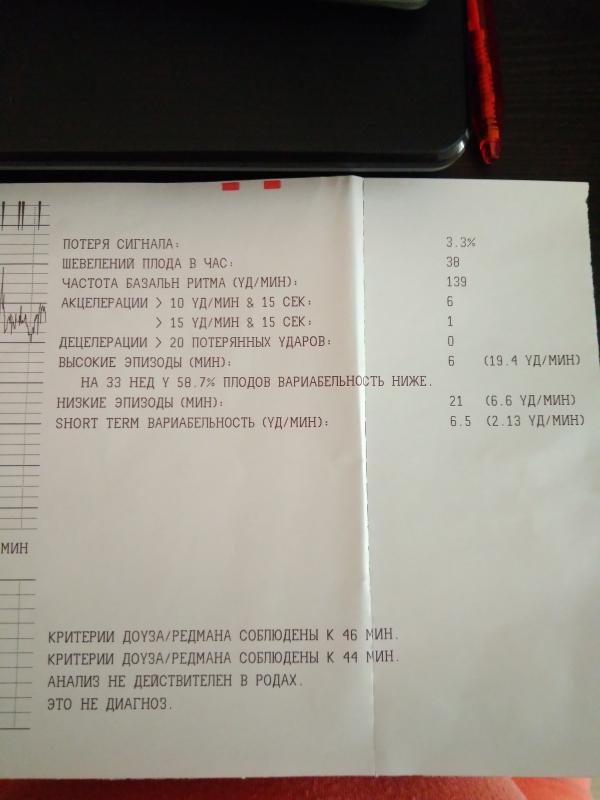 ПОТЕРЯ СИГНАЛА: 3.3%
ШЕВЕЛЕНИЙ ПЛОДА В ЧАС: 38
ЧАСТОТА БАЗАЛЬН РИТМА (УД/МИН): 139
АКЦЕЛЕРАЦИИ > 10 УД/МИН & 15 СЕК: 6
> 15 УД/МИН & 15 СЕК: 1
ДЕЦЕЛЕРАЦИИ > 20 ПОТЕРЯННЫХ УДАРОВ: 0
ВЫСОКИЕ ЭПИЗОДЫ (МИН): 6 (19.4 УД/МИН)
НА 33 НЕД У 58.7% ПЛОДОВ ВАРИАБЕЛЬНОСТЬ НИЖЕ.
НИЗКИЕ ЭПИЗОДЫ (МИН): 21 (6.6 УД/МИН)
SHORT TERM ВАРИАБЕЛЬНОСТЬ (УД/МИН): 6.5 (2.13 УД/МИН)
МИН
КРИТЕРИИ ДОУЗА/РЕДМАНА СОБЛЮДЕНЫ К 46 МИН.
КРИТЕРИИ ДОУЗА/РЕДМАНА СОБЛЮДЕНЫ К 44 МИН.
АНАЛИЗ НЕ ДЕЙСТВИТЕЛЕН В РОДАХ.
ЭТО НЕ ДИАГНОЗ.